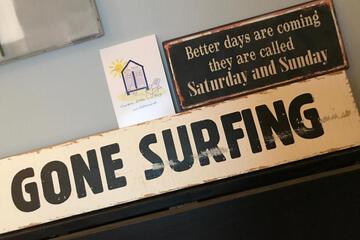 Better days are coming
they are called
Saturday and Sunday
GONE SURFING